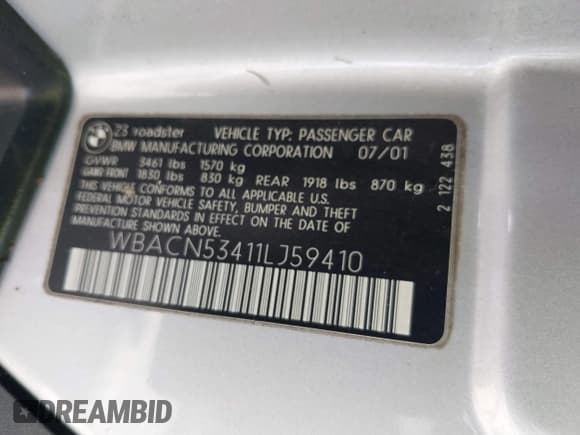 BMW
Z3 roadster VEHICLE TYP: PASSENGER CAR
BMW MANUFACTURING CORPORATION 07/01
GVWR 3461 lbs 1570 kg
GAWR FRONT 1830 lbs 830 kg REAR 1918 lbs 870 kg
THIS VEHICLE CONFORMS TO ALL APPLICABLE U.S.
FEDERAL MOTOR VEHICLE SAFETY, BUMPER AND THEFT
PREVENTION STANDARDS IN EFFECT ON THE DATE OF
MANUFACTURE SHOWN ABOVE.
WBACN53411LJ59410
2 122 438
DREAMBID